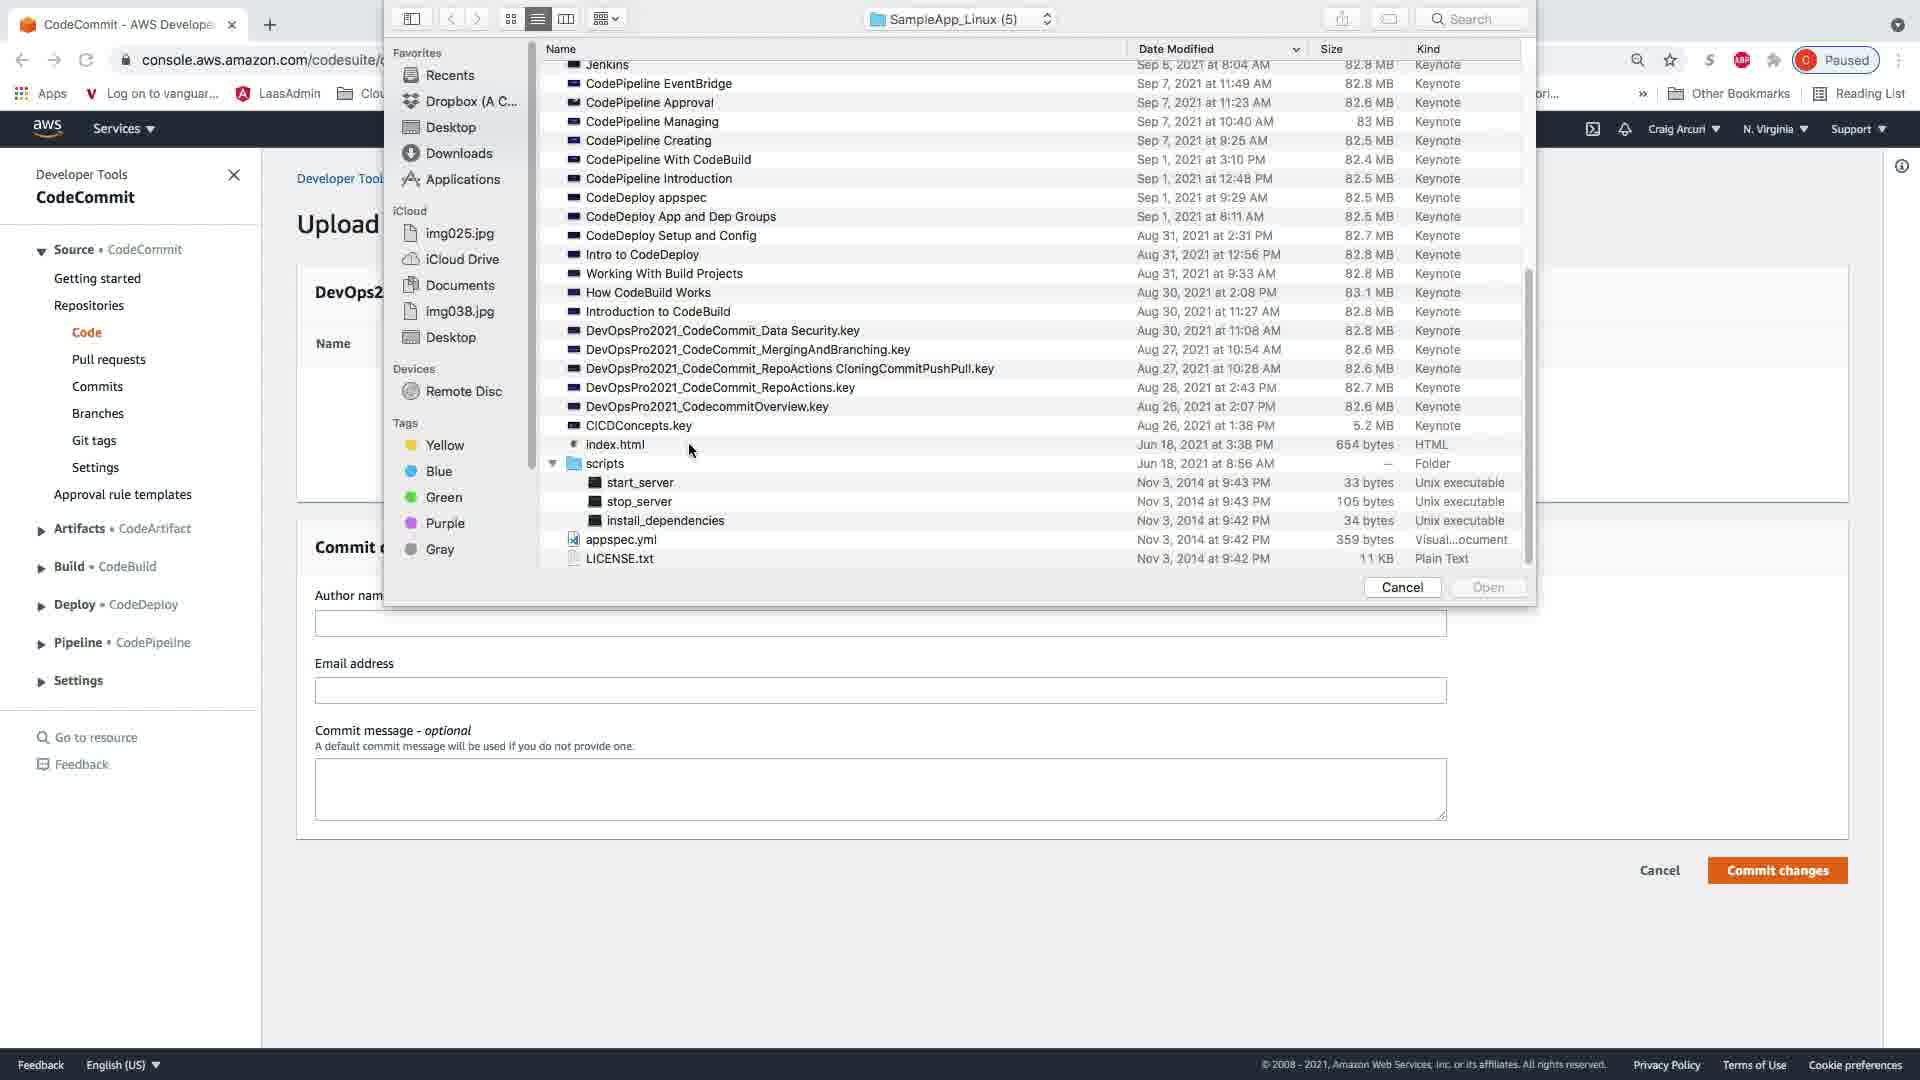 CodeCommit - AWS Develope
console.aws.amazon.com/codesuite/c
Paused
Apps
Log on to vanguar...
LaasAdmin
Clou
ori...
Other Bookmarks
Reading List
aws
Services
Craig Arcuri
N. Virginia
Support
Developer Tools
CodeCommit
Source • CodeCommit
Getting started
Repositories
Code
Pull requests
Commits
Branches
Git tags
Settings
Approval rule templates
Artifacts • CodeArtifact
Build • CodeBuild
Deploy • CodeDeploy
Pipeline • CodePipeline
Settings
Go to resource
Feedback
SampleApp_Linux (5)
Search
Favorites
Recents
Dropbox (A C...
Desktop
Downloads
Applications
iCloud
img025.jpg
iCloud Drive
Documents
img038.jpg
Desktop
Devices
Remote Disc
Tags
Yellow
Blue
Green
Purple
Gray
Name Date Modified Size Kind
Jenkins Sep 8, 2021 at 8:04 AM 82.8 MB Keynote
CodePipeline EventBridge Sep 7, 2021 at 11:49 AM 82.8 MB Keynote
CodePipeline Approval Sep 7, 2021 at 11:23 AM 82.6 MB Keynote
CodePipeline Managing Sep 7, 2021 at 10:40 AM 83 MB Keynote
CodePipeline Creating Sep 7, 2021 at 9:25 AM 82.5 MB Keynote
CodePipeline With CodeBuild Sep 1, 2021 at 3:10 PM 82.4 MB Keynote
CodePipeline Introduction Sep 1, 2021 at 12:48 PM 82.5 MB Keynote
CodeDeploy appspec Sep 1, 2021 at 9:29 AM 82.5 MB Keynote
CodeDeploy App and Dep Groups Sep 1, 2021 at 8:11 AM 82.5 MB Keynote
CodeDeploy Setup and Config Aug 31, 2021 at 2:31 PM 82.7 MB Keynote
Intro to CodeDeploy Aug 31, 2021 at 12:56 PM 82.8 MB Keynote
Working With Build Projects Aug 31, 2021 at 9:33 AM 82.8 MB Keynote
How CodeBuild Works Aug 30, 2021 at 2:08 PM 83.1 MB Keynote
Introduction to CodeBuild Aug 30, 2021 at 11:27 AM 82.8 MB Keynote
DevOpsPro2021_CodeCommit_Data Security.key Aug 30, 2021 at 11:08 AM 82.8 MB Keynote
DevOpsPro2021_CodeCommit_MergingAndBranching.key Aug 27, 2021 at 10:54 AM 82.6 MB Keynote
DevOpsPro2021_CodeCommit_RepoActions CloningCommitPushPull.key Aug 27, 2021 at 10:28 AM 82.6 MB Keynote
DevOpsPro2021_CodeCommit_RepoActions.key Aug 26, 2021 at 2:43 PM 82.7 MB Keynote
DevOpsPro2021_CodecommitOverview.key Aug 26, 2021 at 2:07 PM 82.6 MB Keynote
CICDConcepts.key Aug 26, 2021 at 1:38 PM 5.2 MB Keynote
index.html Jun 18, 2021 at 3:38 PM 654 bytes HTML
scripts Jun 18, 2021 at 8:56 AM -- Folder
start_server Nov 3, 2014 at 9:43 PM 33 bytes Unix executable
stop_server Nov 3, 2014 at 9:43 PM 105 bytes Unix executable
install_dependencies Nov 3, 2014 at 9:42 PM 34 bytes Unix executable
appspec.yml Nov 3, 2014 at 9:42 PM 359 bytes Visual...ocument
LICENSE.txt Nov 3, 2014 at 9:42 PM 11 KB Plain Text
Cancel
Open
Developer Tool
Upload
DevOps2
Name
Commit c
Author nam
Email address
Commit message - optional
A default commit message will be used if you do not provide one.
Cancel
Commit changes
Feedback
English (US)
© 2008 - 2021, Amazon Web Services, Inc. or its affiliates. All rights reserved.
Privacy Policy
Terms of Use
Cookie preferences